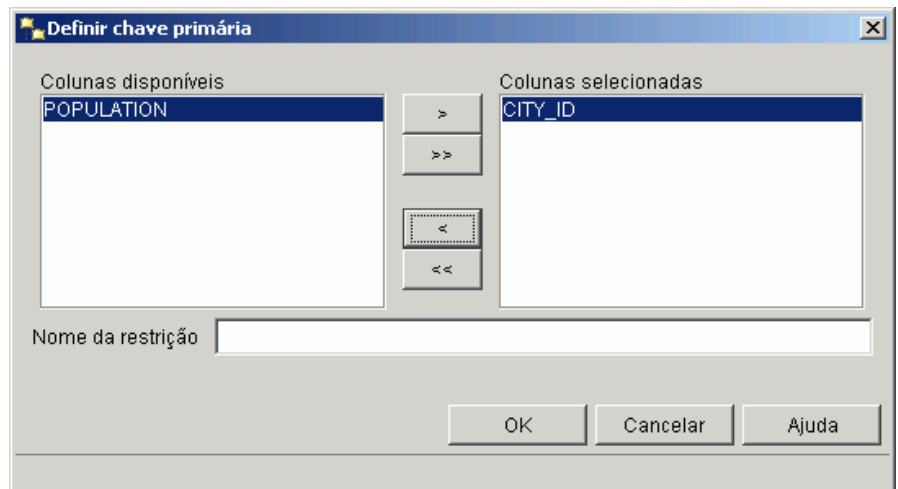 Definir chave primária
Colunas disponíveis
Colunas selecionadas
POPULATION
>
CITY_ID
>>
<
<<
Nome da restrição
OK
Cancelar
Ajuda